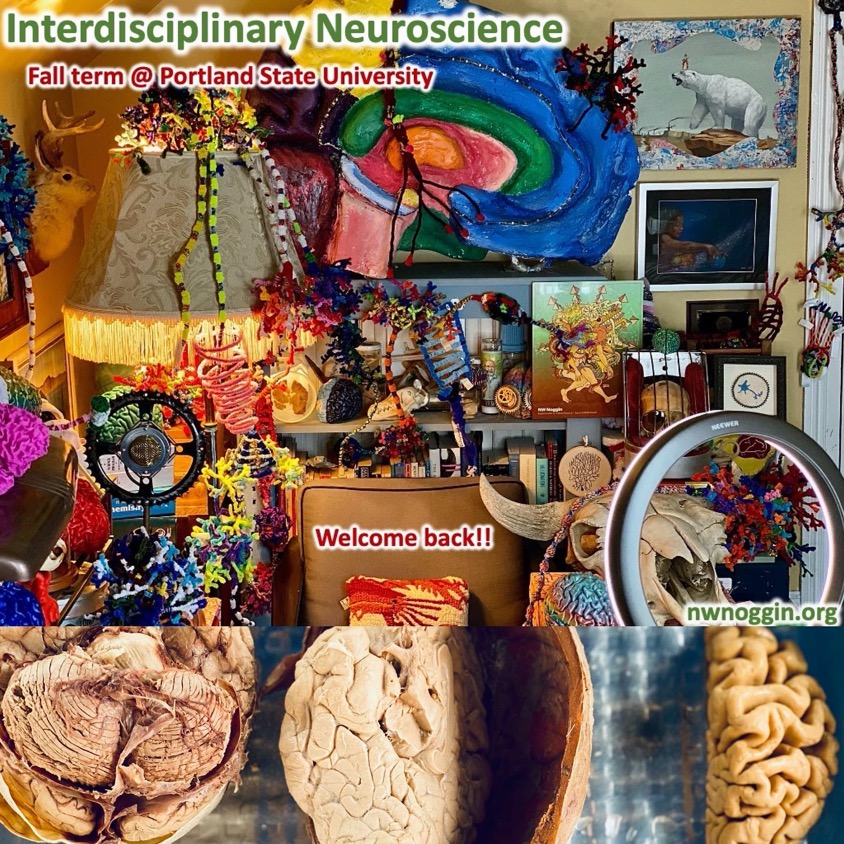 Interdisciplinary Neuroscience
Fall term @ Portland State University
NEEWER
NW Noggin
Welcome back!!
nwnoggin.org